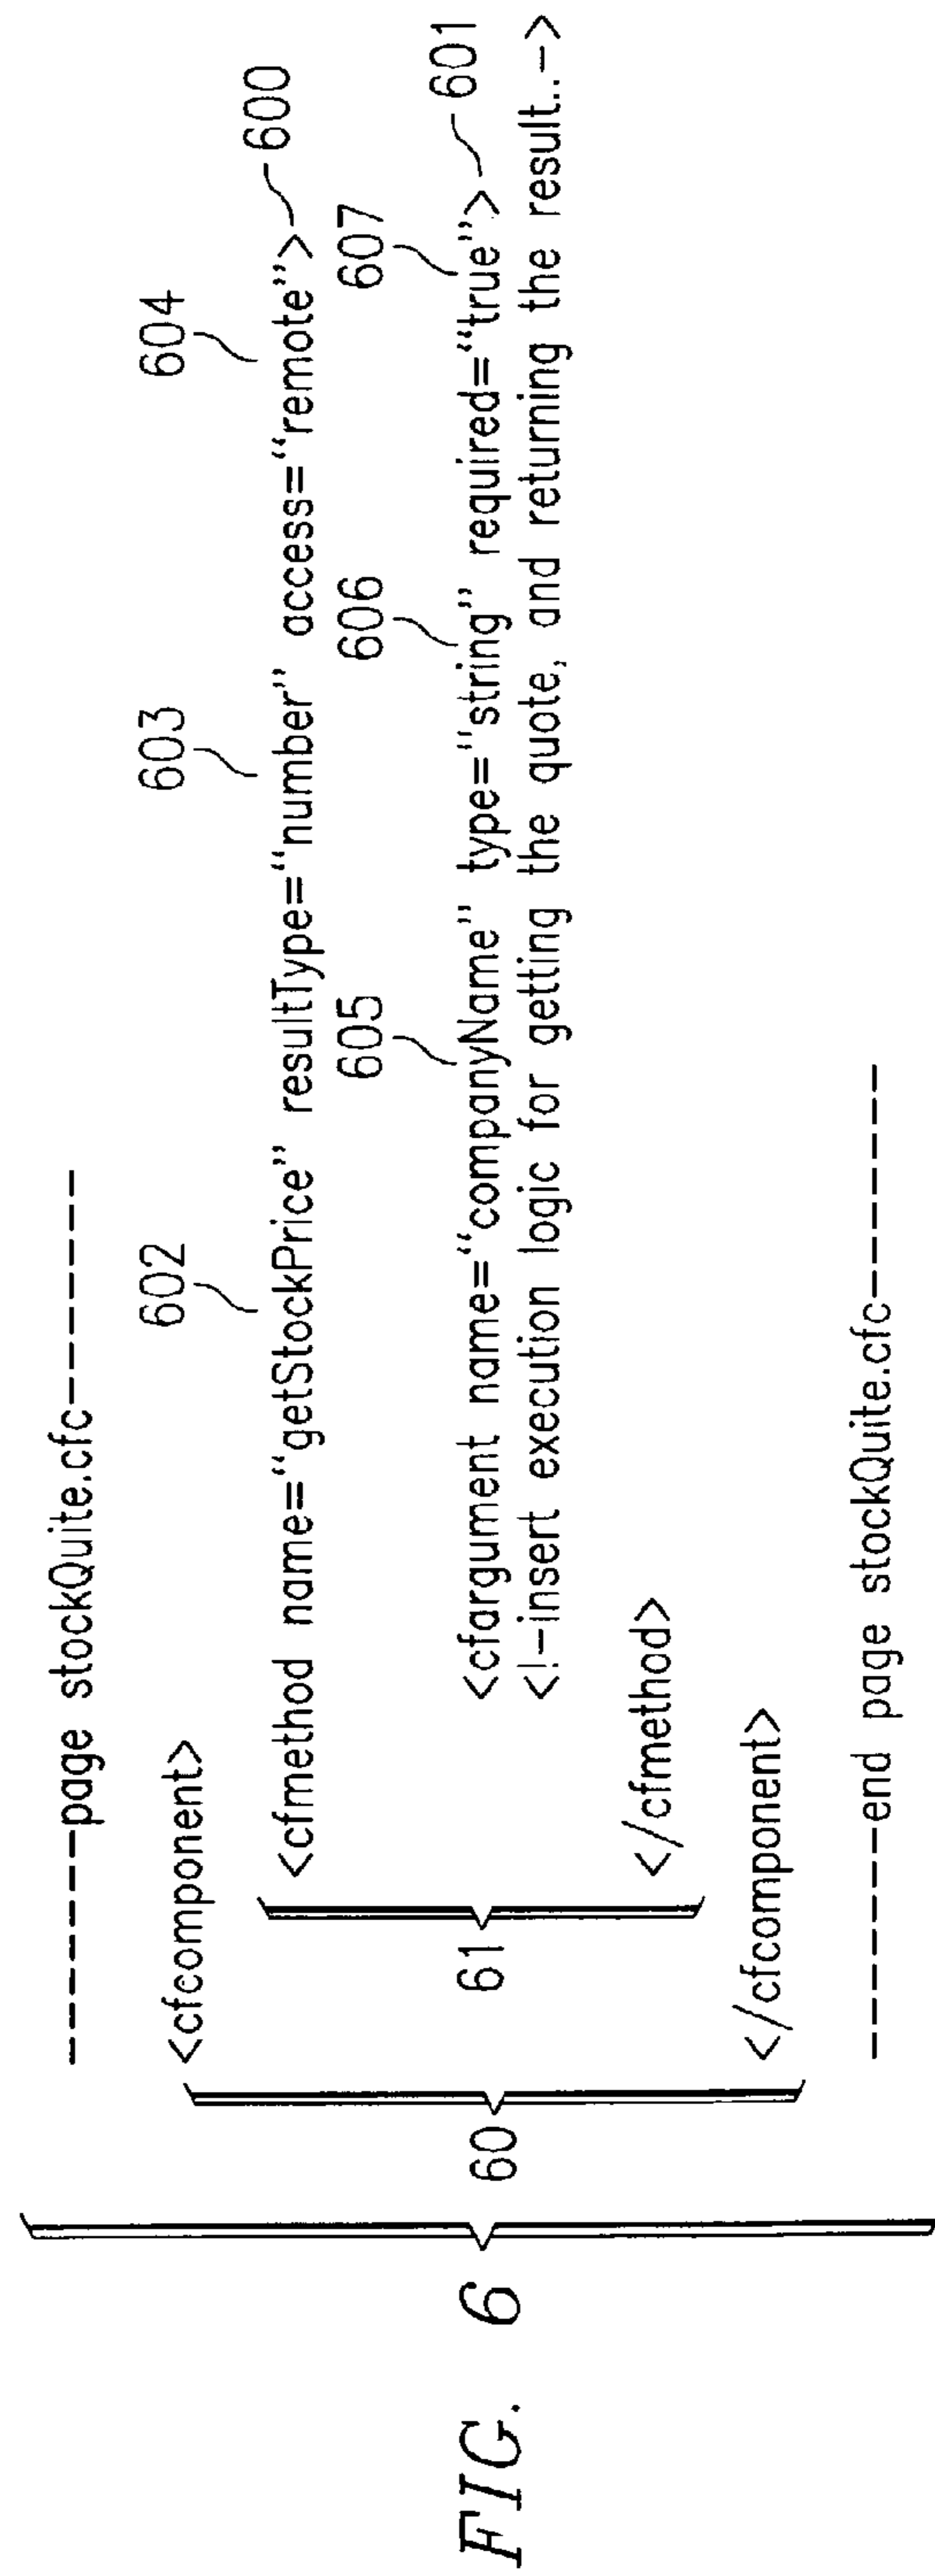 -------page stockQuite.cfc-------
<cfcomponent>
602 603 604
<cfmethod name=“getStockPrice” resultType=“number” access=“remote”> 600
605 606 607
<cfargument name=“companyName” type=“string” required=“true”> 601
<!-insert execution logic for getting the quote, and returning the result..->
</cfmethod>
61
</cfcomponent>
60
-------end page stockQuite.cfc---------
FIG. 6